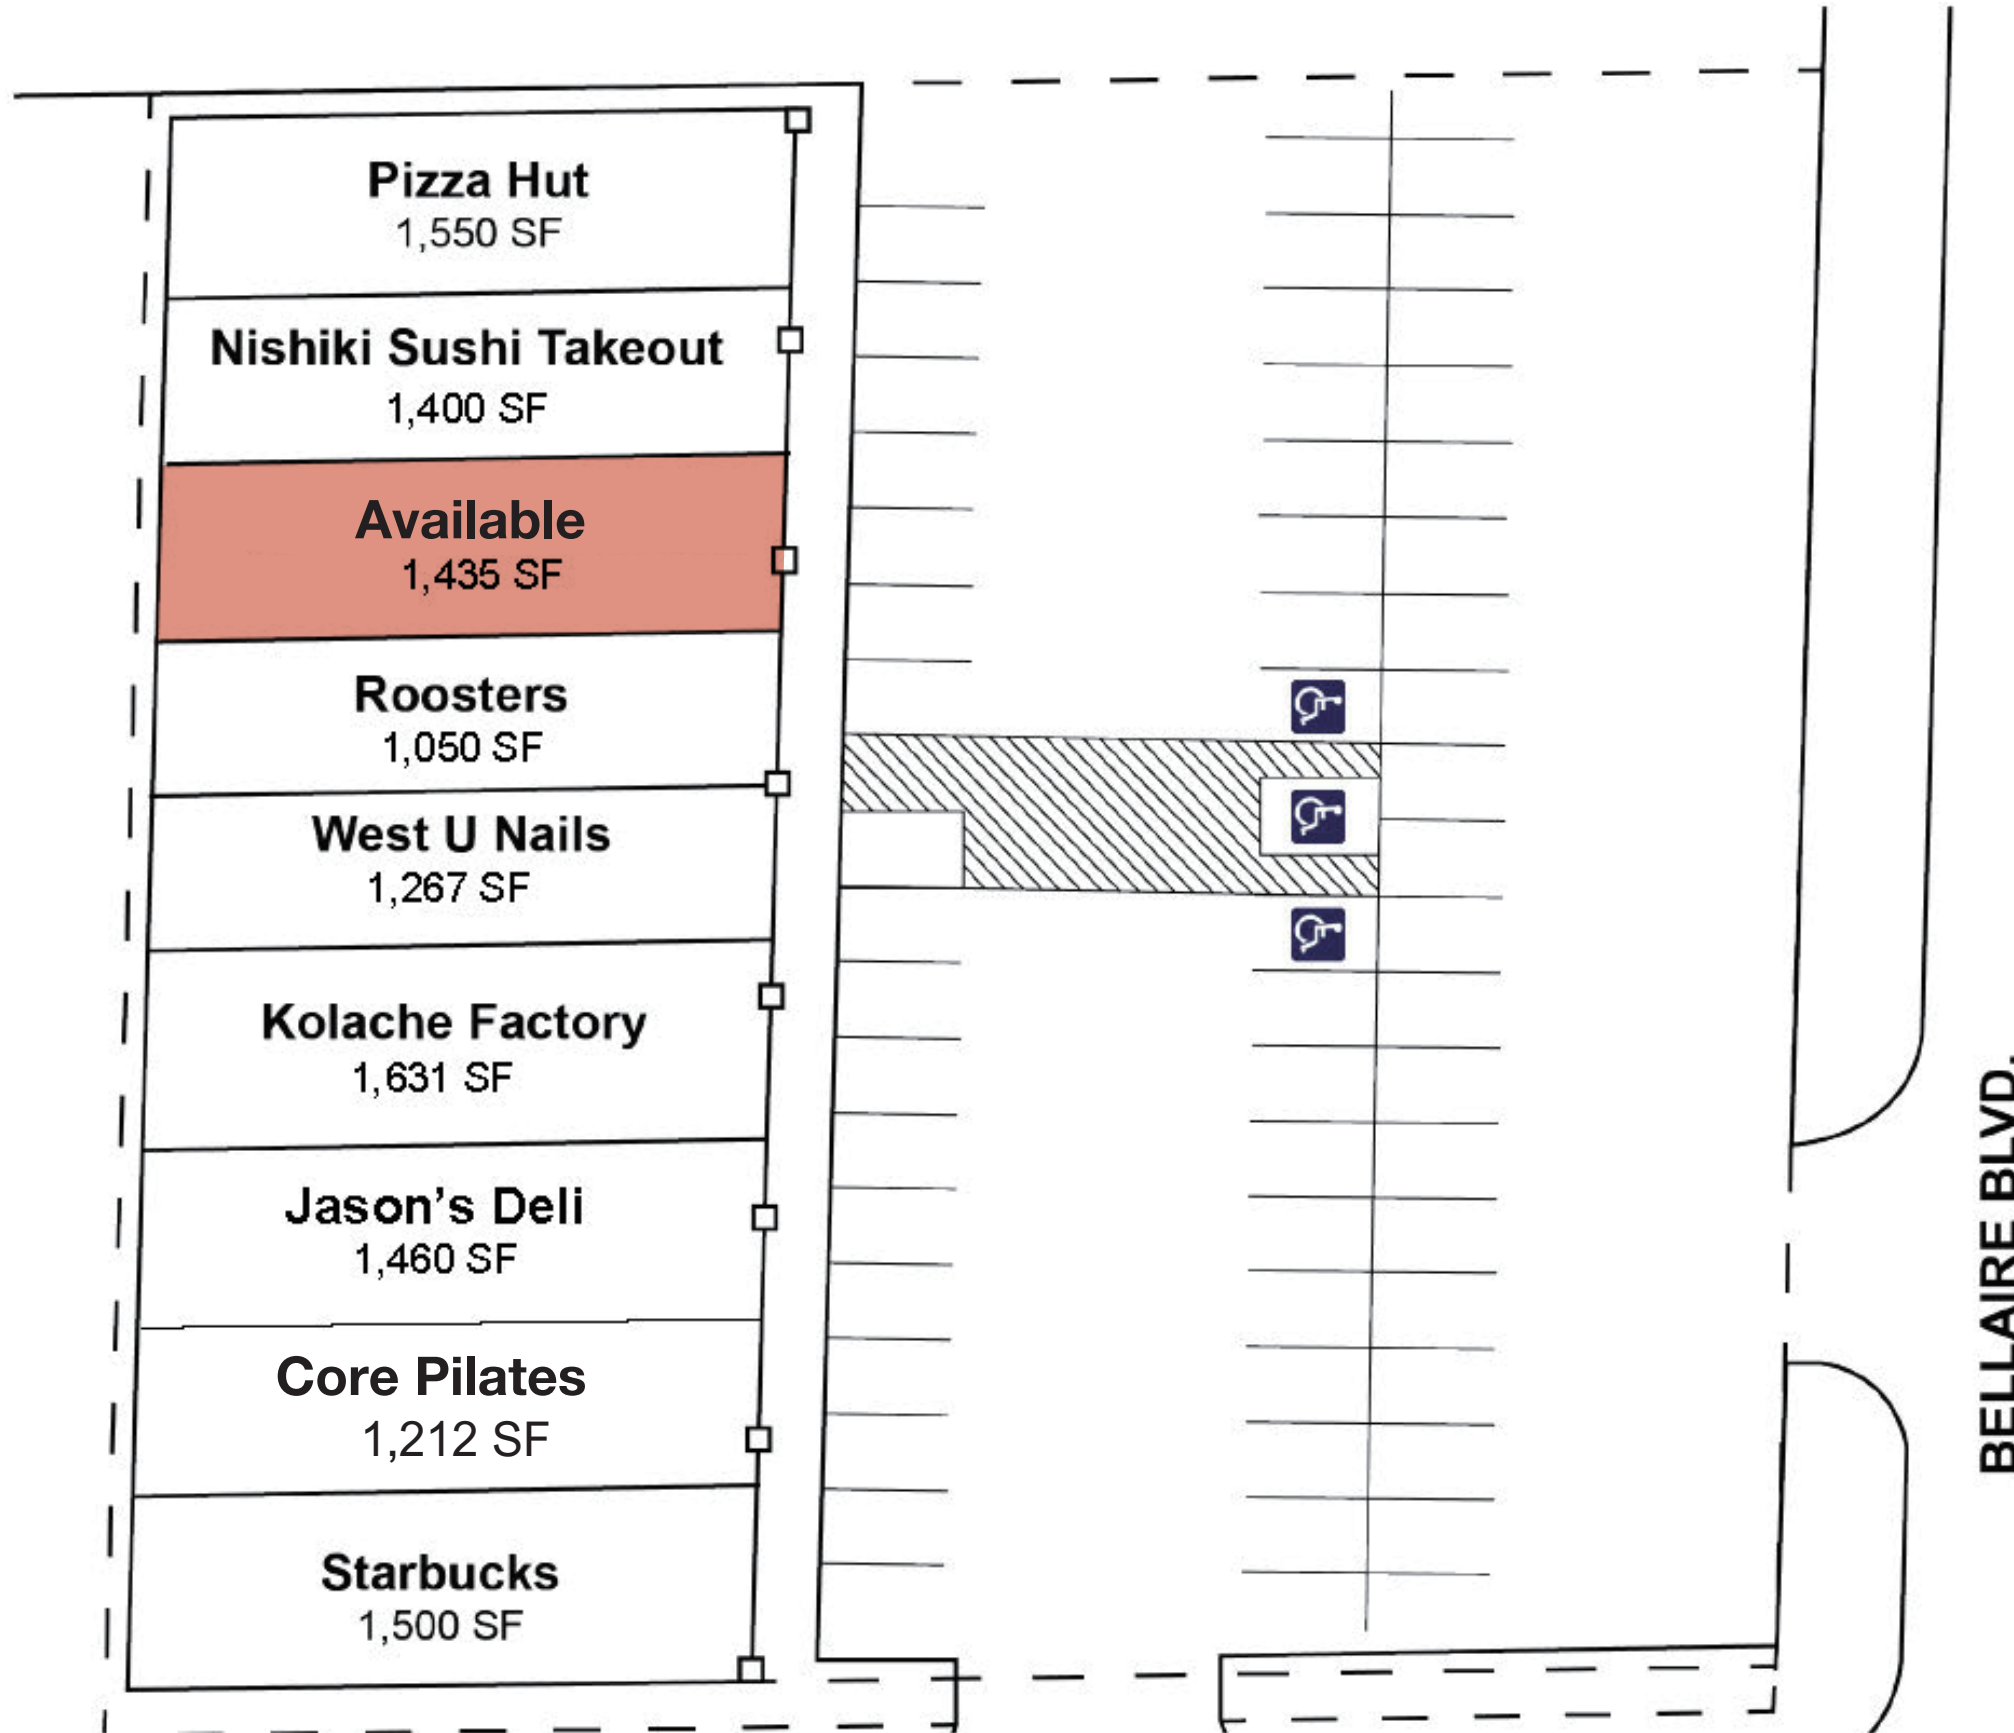 Pizza Hut
1,550 SF
Nishiki Sushi Takeout
1,400 SF
Available
1,435 SF
Roosters
1,050 SF
West U Nails
1,267 SF
Kolache Factory
1,631 SF
Jason’s Deli
1,460 SF
Core Pilates
1,212 SF
Starbucks
1,500 SF
BELLAIRE BLVD.